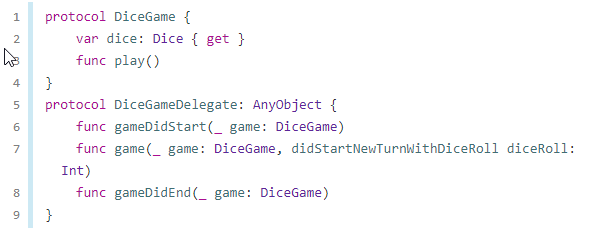 1 protocol DiceGame {
2     var dice: Dice { get }
3     func play()
4 }
5 protocol DiceGameDelegate: AnyObject {
6     func gameDidStart(_ game: DiceGame)
7     func game(_ game: DiceGame, didStartNewTurnWithDiceRoll diceRoll:
Int)
8     func gameDidEnd(_ game: DiceGame)
9 }